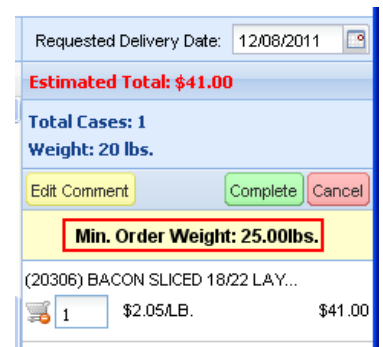 Requested Delivery Date: 12/08/2011
Estimated Total: $41.00
Total Cases: 1
Weight: 20 lbs.
Edit Comment Complete Cancel
Min. Order Weight: 25.00lbs.
(20306) BACON SLICED 18/22 LAY...
1 $2.05/LB. $41.00